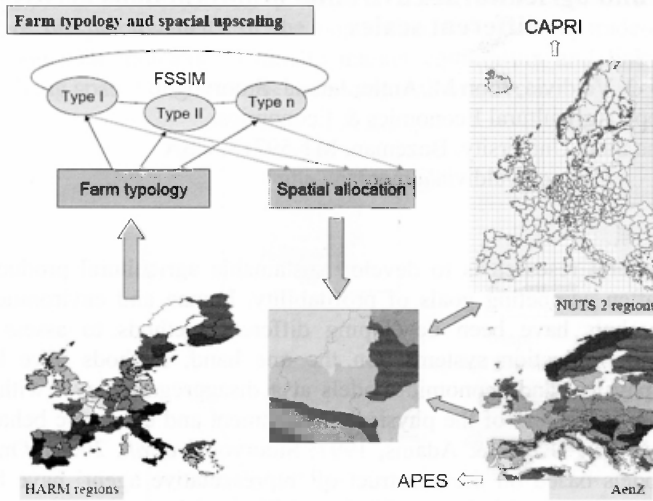 Farm typology and spacial upscaling
CAPRI
FSSIM
Type I
Type II
Type n
Farm typology
Spatial allocation
NUTS 2 regions
HARM regions
APES
AenZ